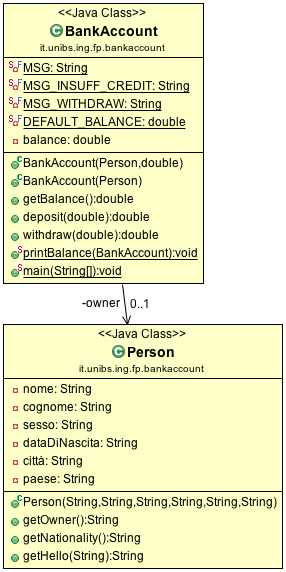 <<Java Class>>
BankAccount
it.unibs.ing.fp.bankaccount
MSG: String
MSG_INSUFF_CREDIT: String
MSG_WITHDRAW: String
DEFAULT_BALANCE: double
balance: double
BankAccount(Person,double)
BankAccount(Person)
getBalance():double
deposit(double):double
withdraw(double):double
printBalance(BankAccount):void
main(String[]):void
-owner 0..1
<<Java Class>>
Person
it.unibs.ing.fp.bankaccount
nome: String
cognome: String
sesso: String
dataDiNascita: String
città: String
paese: String
Person(String,String,String,String,String,String)
getOwner():String
getNationality():String
getHello(String):String